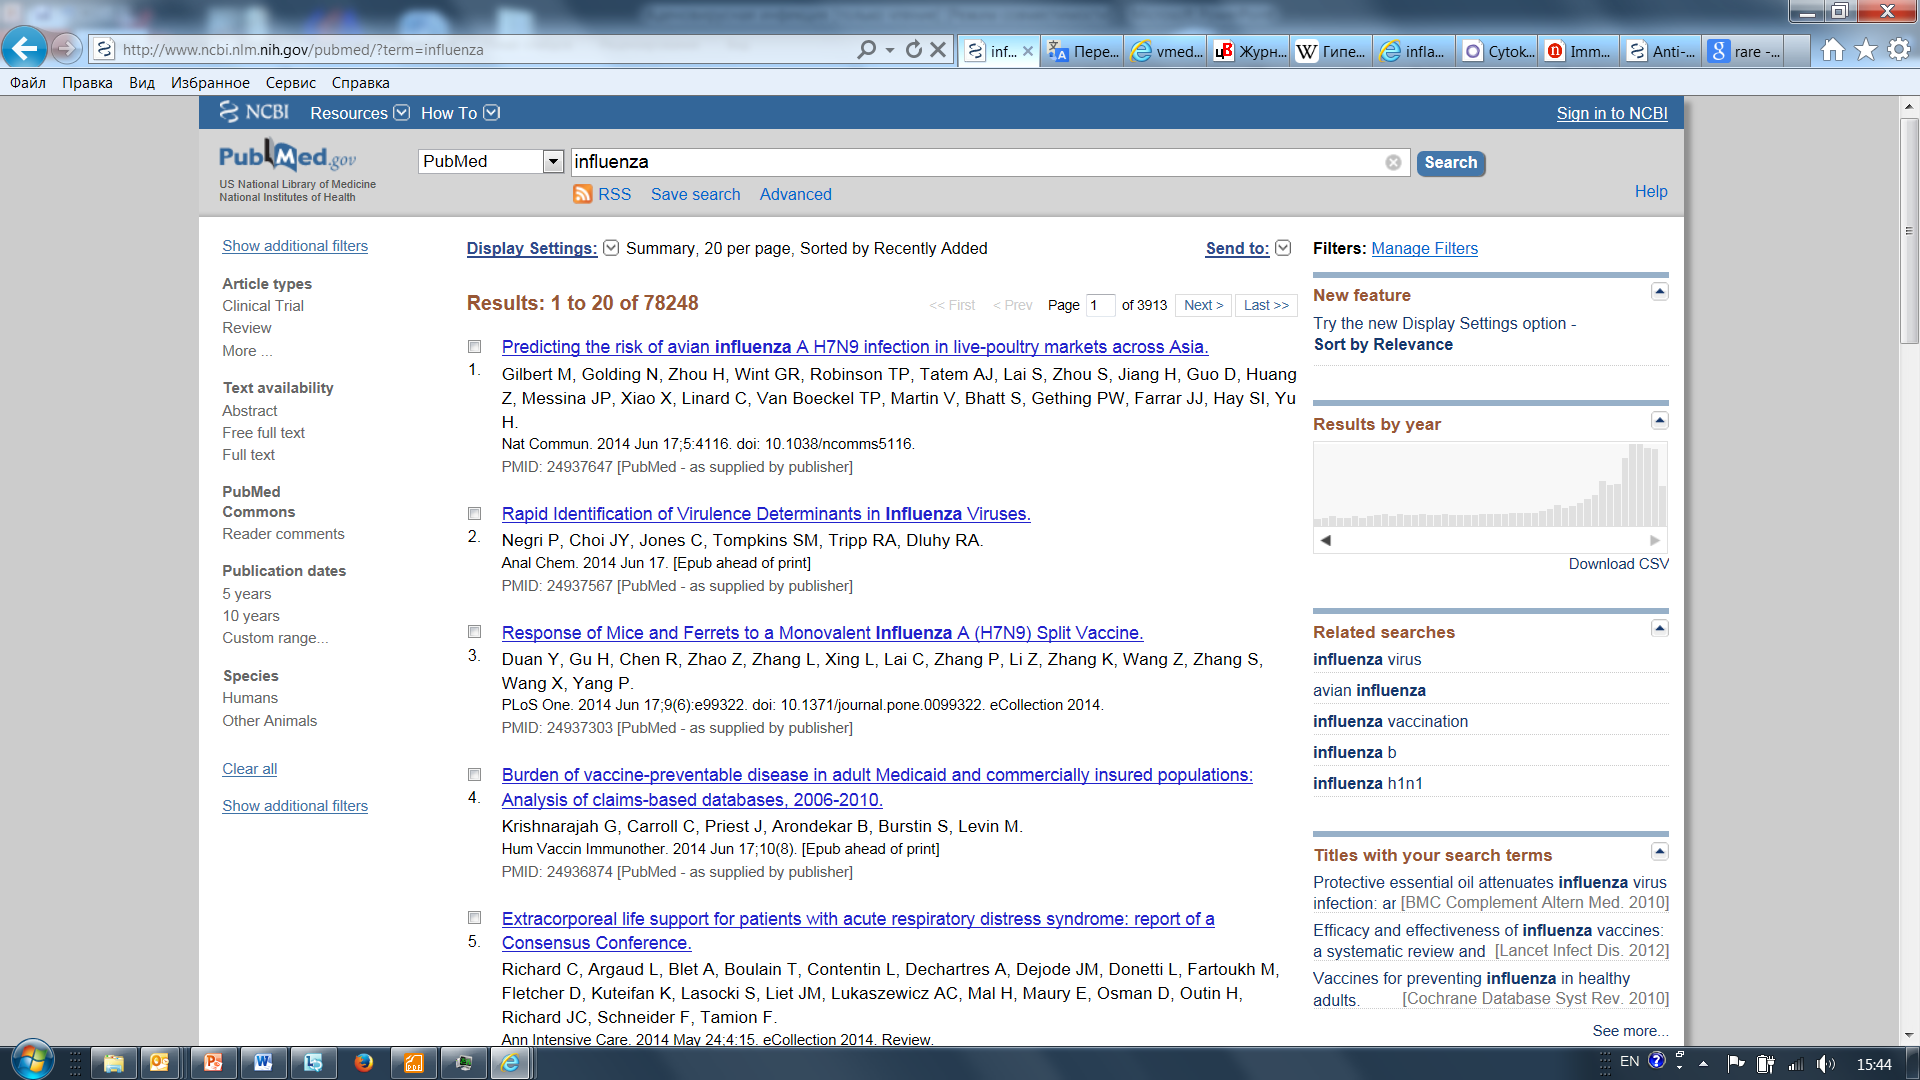 http://www.ncbi.nlm.nih.gov/pubmed/?term=influenza
inf...
Пере...
vmed...
Журн...
Гипе...
infla...
Cytok...
Imm...
Anti-...
rare -...
Файл Правка Вид Избранное Сервис Справка
NCBI Resources How To Sign in to NCBI
PubMed.gov
US National Library of Medicine
National Institutes of Health
PubMed influenza Search
RSS Save search Advanced
Help
Show additional filters
Article types
Clinical Trial
Review
More ...
Text availability
Abstract
Free full text
Full text
PubMed
Commons
Reader comments
Publication dates
5 years
10 years
Custom range...
Species
Humans
Other Animals
Clear all
Show additional filters
Display Settings: Summary, 20 per page, Sorted by Recently Added Send to:
Results: 1 to 20 of 78248
<< First < Prev Page 1 of 3913 Next > Last >>
Predicting the risk of avian influenza A H7N9 infection in live-poultry markets across Asia.
1. Gilbert M, Golding N, Zhou H, Wint GR, Robinson TP, Tatem AJ, Lai S, Zhou S, Jiang H, Guo D, Huang
Z, Messina JP, Xiao X, Linard C, Van Boeckel TP, Martin V, Bhatt S, Gething PW, Farrar JJ, Hay SI, Yu
H.
Nat Commun. 2014 Jun 17;5:4116. doi: 10.1038/ncomms5116.
PMID: 24937647 [PubMed - as supplied by publisher]
Rapid Identification of Virulence Determinants in Influenza Viruses.
2. Negri P, Choi JY, Jones C, Tompkins SM, Tripp RA, Dluhy RA.
Anal Chem. 2014 Jun 17. [Epub ahead of print]
PMID: 24937567 [PubMed - as supplied by publisher]
Response of Mice and Ferrets to a Monovalent Influenza A (H7N9) Split Vaccine.
3. Duan Y, Gu H, Chen R, Zhao Z, Zhang L, Xing L, Lai C, Zhang P, Li Z, Zhang K, Wang Z, Zhang S,
Wang X, Yang P.
PLoS One. 2014 Jun 17;9(6):e99322. doi: 10.1371/journal.pone.0099322. eCollection 2014.
PMID: 24937303 [PubMed - as supplied by publisher]
Burden of vaccine-preventable disease in adult Medicaid and commercially insured populations:
4. Analysis of claims-based databases, 2006-2010.
Krishnarajah G, Carroll C, Priest J, Arondekar B, Burstin S, Levin M.
Hum Vaccin Immunother. 2014 Jun 17;10(8). [Epub ahead of print]
PMID: 24936874 [PubMed - as supplied by publisher]
Extracorporeal life support for patients with acute respiratory distress syndrome: report of a
5. Consensus Conference.
Richard C, Argaud L, Blet A, Boulain T, Contentin L, Dechartres A, Dejode JM, Donetti L, Fartoukh M,
Fletcher D, Kuteifan K, Lasocki S, Liet JM, Lukaszewicz AC, Mal H, Maury E, Osman D, Outin H,
Richard JC, Schneider F, Tamion F.
Ann Intensive Care. 2014 May 24;4:15. eCollection 2014. Review.
Filters: Manage Filters
New feature
Try the new Display Settings option -
Sort by Relevance
Results by year
Download CSV
Related searches
influenza virus
avian influenza
influenza vaccination
influenza b
influenza h1n1
Titles with your search terms
Protective essential oil attenuates influenza virus
infection: ar [BMC Complement Altern Med. 2010]
Efficacy and effectiveness of influenza vaccines:
a systematic review and [Lancet Infect Dis. 2012]
Vaccines for preventing influenza in healthy
adults. [Cochrane Database Syst Rev. 2010]
See more...
EN 15:44